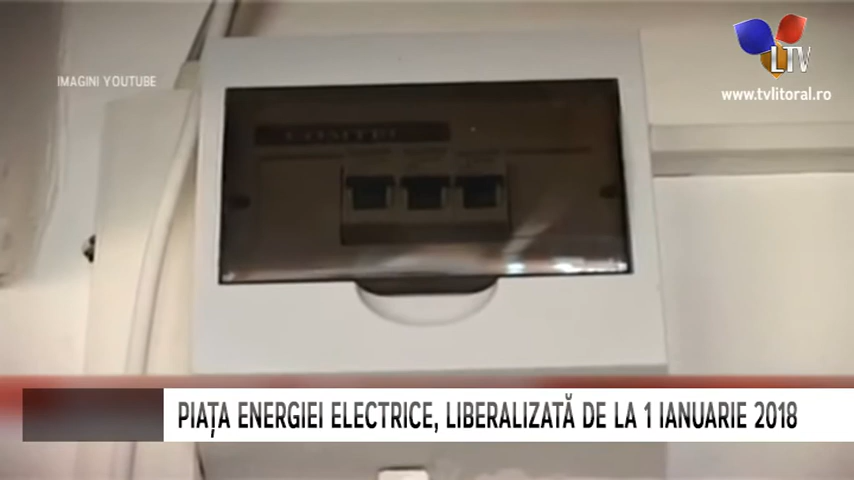 LTV
www.tvlitoral.ro
IMAGINI YOUTUBE
PIAȚA ENERGIEI ELECTRICE, LIBERALIZATĂ DE LA 1 IANUARIE 2018